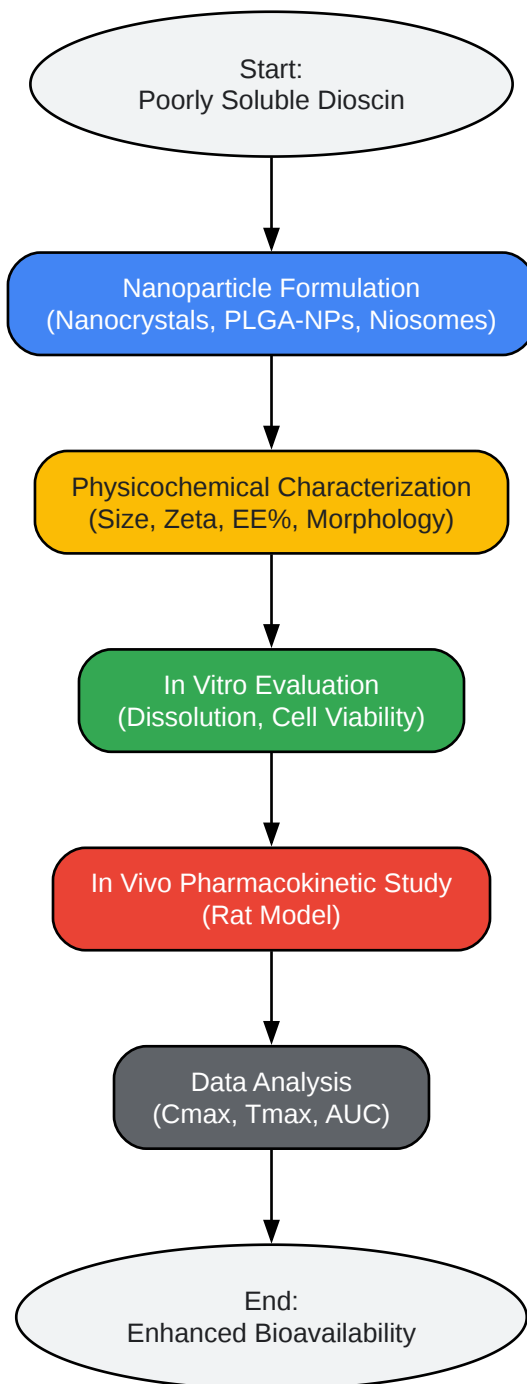 Start:
Poorly Soluble Dioscin
Nanoparticle Formulation
(Nanocrystals, PLGA-NPs, Niosomes)
Physicochemical Characterization
(Size, Zeta, EE%, Morphology)
In Vitro Evaluation
(Dissolution, Cell Viability)
In Vivo Pharmacokinetic Study
(Rat Model)
Data Analysis
(Cmax, Tmax, AUC)
End:
Enhanced Bioavailability